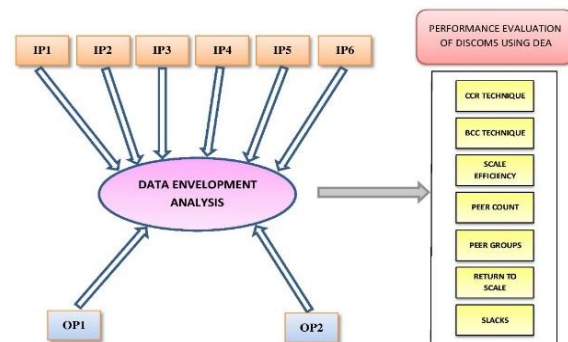 IP1 IP2 IP3 IP4 IP5 IP6
DATA ENVELOPMENT
ANALYSIS
OP1 OP2
PERFORMANCE EVALUATION
OF DISCOMS USING DEA
CCR TECHNIQUE
BCC TECHNIQUE
SCALE
EFFICIENCY
PEER COUNT
PEER GROUPS
RETURN TO
SCALE
SLACKS